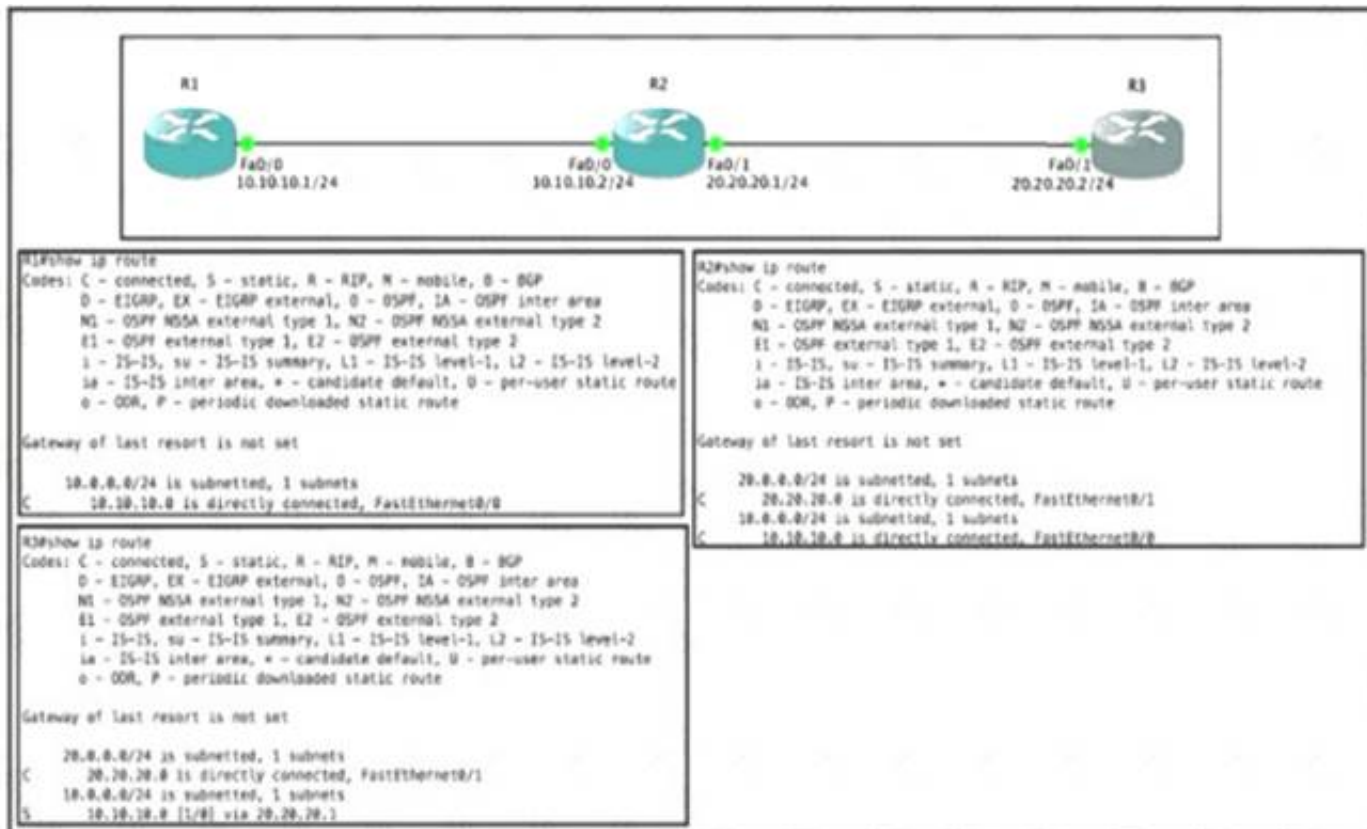 R1
R2
R3
Fa0/0
10.10.10.1/24
Fa0/0
10.10.10.2/24
Fa0/1
20.20.20.1/24
Fa0/1
20.20.20.2/24
R1#show ip route
Codes: C - connected, S - static, R - RIP, M - mobile, B - BGP
D - EIGRP, EX - EIGRP external, O - OSPF, IA - OSPF inter area
N1 - OSPF NSSA external type 1, N2 - OSPF NSSA external type 2
E1 - OSPF external type 1, E2 - OSPF external type 2
i - IS-IS, su - IS-IS summary, L1 - IS-IS level-1, L2 - IS-IS level-2
ia - IS-IS inter area, * - candidate default, U - per-user static route
o - ODR, P - periodic downloaded static route
Gateway of last resort is not set
10.0.0.0/24 is subnetted, 1 subnets
C 10.10.10.0 is directly connected, FastEthernet0/0
R2#show ip route
Codes: C - connected, S - static, R - RIP, M - mobile, B - BGP
D - EIGRP, EX - EIGRP external, O - OSPF, IA - OSPF inter area
N1 - OSPF NSSA external type 1, N2 - OSPF NSSA external type 2
E1 - OSPF external type 1, E2 - OSPF external type 2
i - IS-IS, su - IS-IS summary, L1 - IS-IS level-1, L2 - IS-IS level-2
ia - IS-IS inter area, * - candidate default, U - per-user static route
o - ODR, P - periodic downloaded static route
Gateway of last resort is not set
20.0.0.0/24 is subnetted, 1 subnets
C 20.20.20.0 is directly connected, FastEthernet0/1
10.0.0.0/24 is subnetted, 1 subnets
C 10.10.10.0 is directly connected, FastEthernet0/0
R3#show ip route
Codes: C - connected, S - static, R - RIP, M - mobile, B - BGP
D - EIGRP, EX - EIGRP external, O - OSPF, IA - OSPF inter area
N1 - OSPF NSSA external type 1, N2 - OSPF NSSA external type 2
E1 - OSPF external type 1, E2 - OSPF external type 2
i - IS-IS, su - IS-IS summary, L1 - IS-IS level-1, L2 - IS-IS level-2
ia - IS-IS inter area, * - candidate default, U - per-user static route
o - ODR, P - periodic downloaded static route
Gateway of last resort is not set
20.0.0.0/24 is subnetted, 1 subnets
C 20.20.20.0 is directly connected, FastEthernet0/1
10.0.0.0/24 is subnetted, 1 subnets
S 10.10.10.0 [1/0] via 20.20.20.1